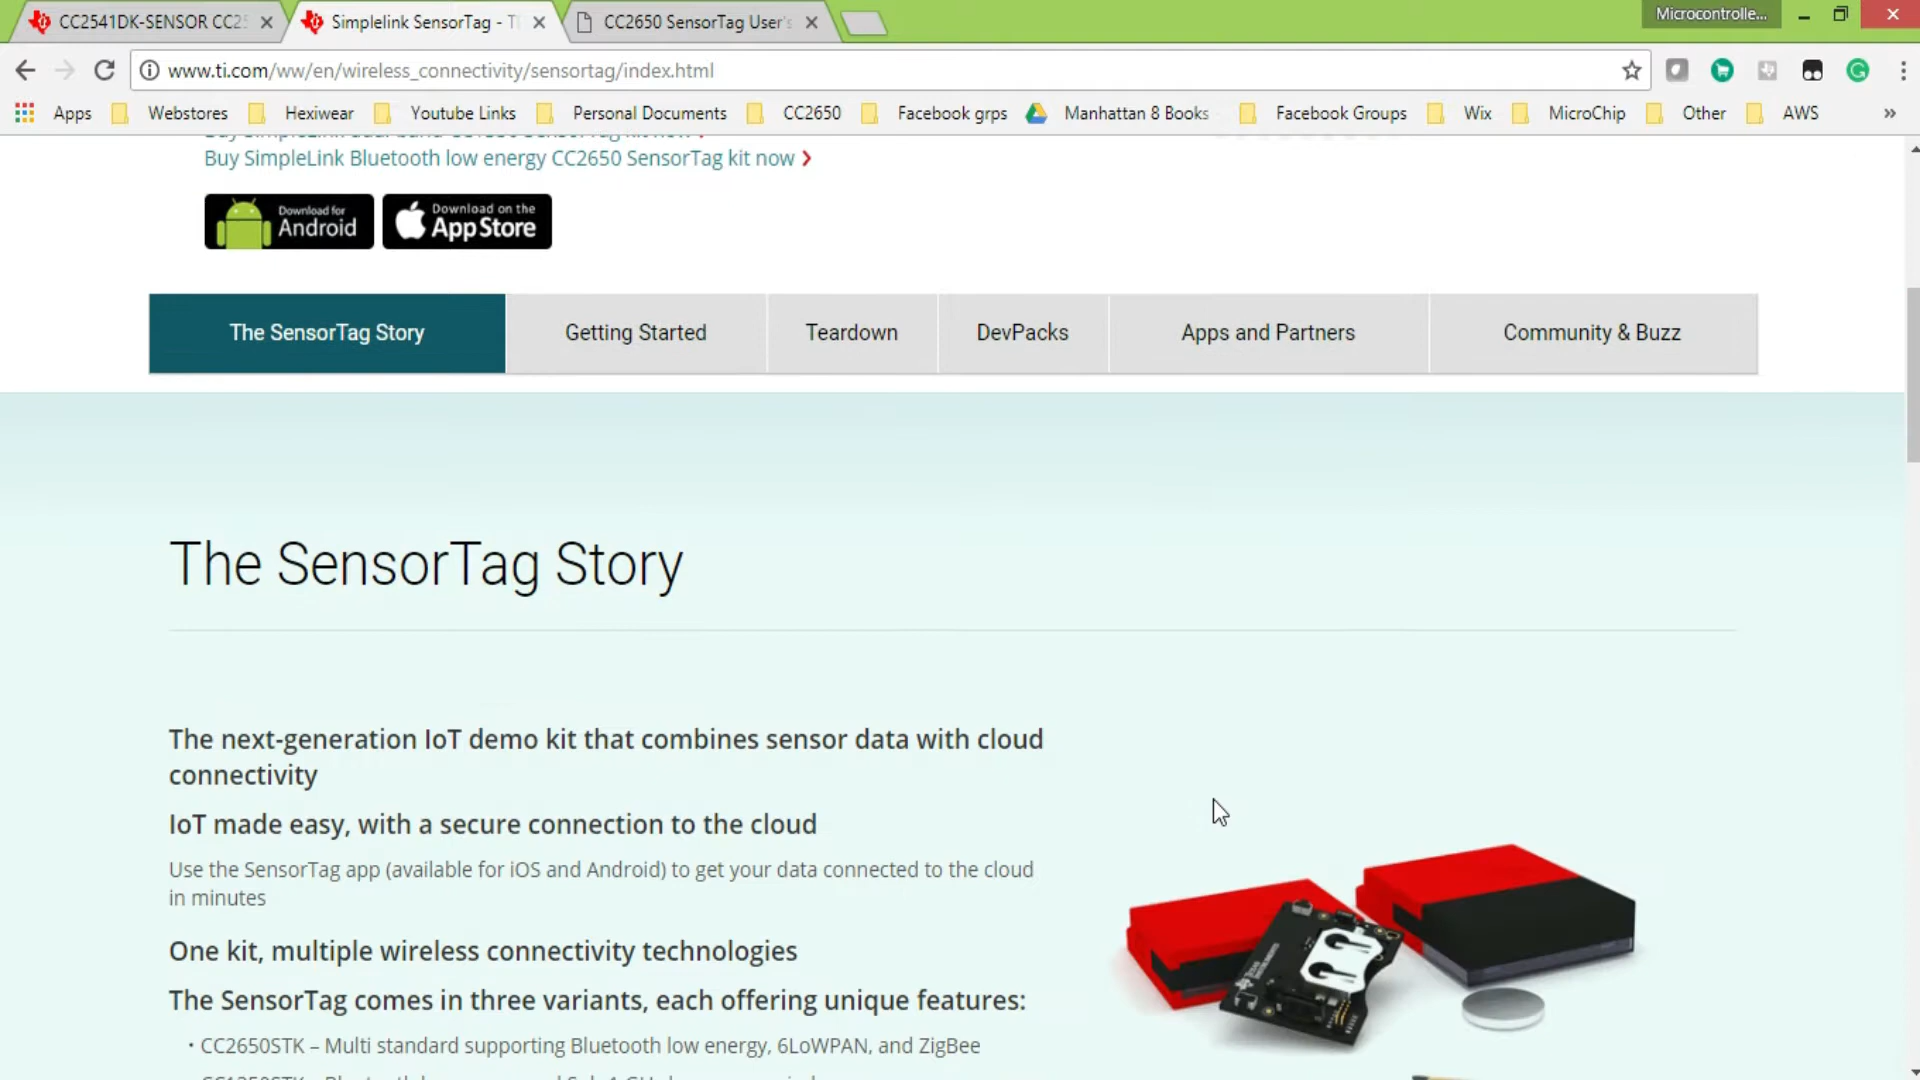 CC2541DK-SENSOR CC25
Simplelink SensorTag - TI
CC2650 SensorTag User's
Microcontrolle...
www.ti.com/ww/en/wireless_connectivity/sensortag/index.html
Apps Webstores Hexiwear Youtube Links Personal Documents CC2650 Facebook grps Manhattan 8 Books Facebook Groups Wix MicroChip Other AWS »
Buy SimpleLink Bluetooth low energy CC2650 SensorTag kit now
Download for
Android
Download on the
App Store
The SensorTag Story Getting Started Teardown DevPacks Apps and Partners Community & Buzz
The SensorTag Story
The next-generation IoT demo kit that combines sensor data with cloud
connectivity
IoT made easy, with a secure connection to the cloud
Use the SensorTag app (available for iOS and Android) to get your data connected to the cloud
in minutes
One kit, multiple wireless connectivity technologies
The SensorTag comes in three variants, each offering unique features:
• CC2650STK – Multi standard supporting Bluetooth low energy, 6LoWPAN, and ZigBee